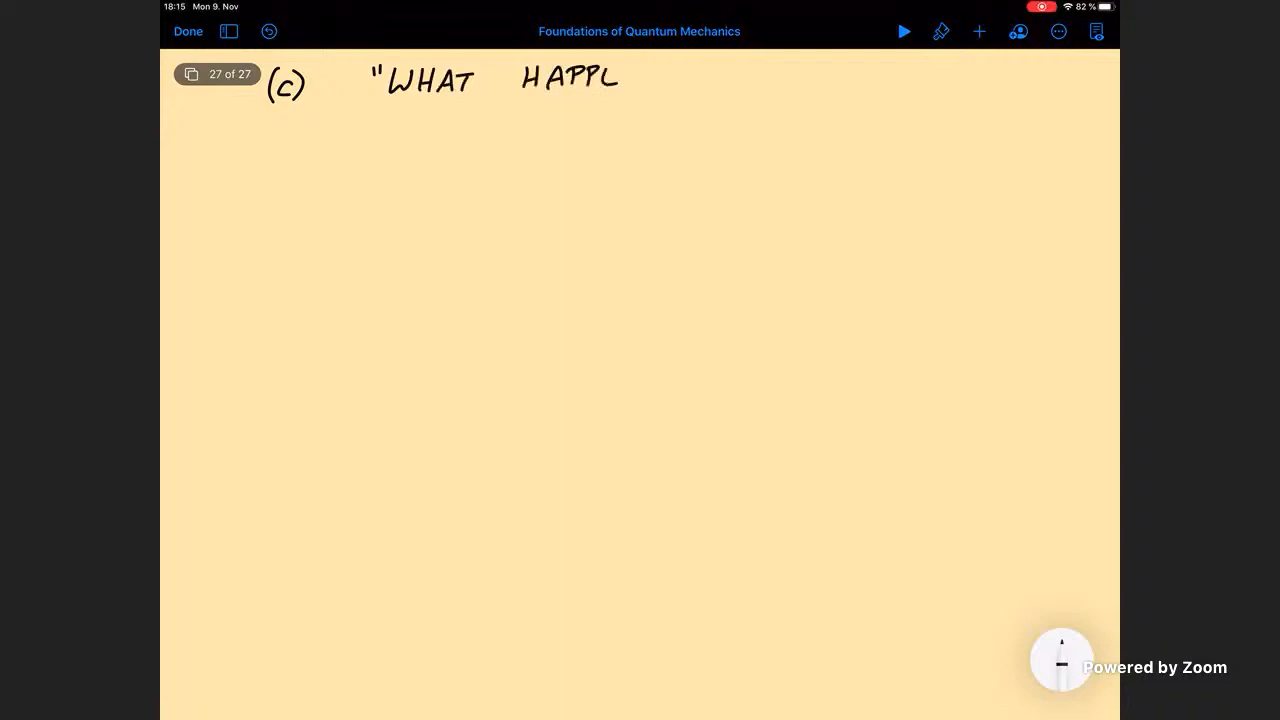 18:15 Mon 9. Nov 82 %
Done Foundations of Quantum Mechanics
27 of 27
(c) "WHAT HAPPL
Powered by Zoom